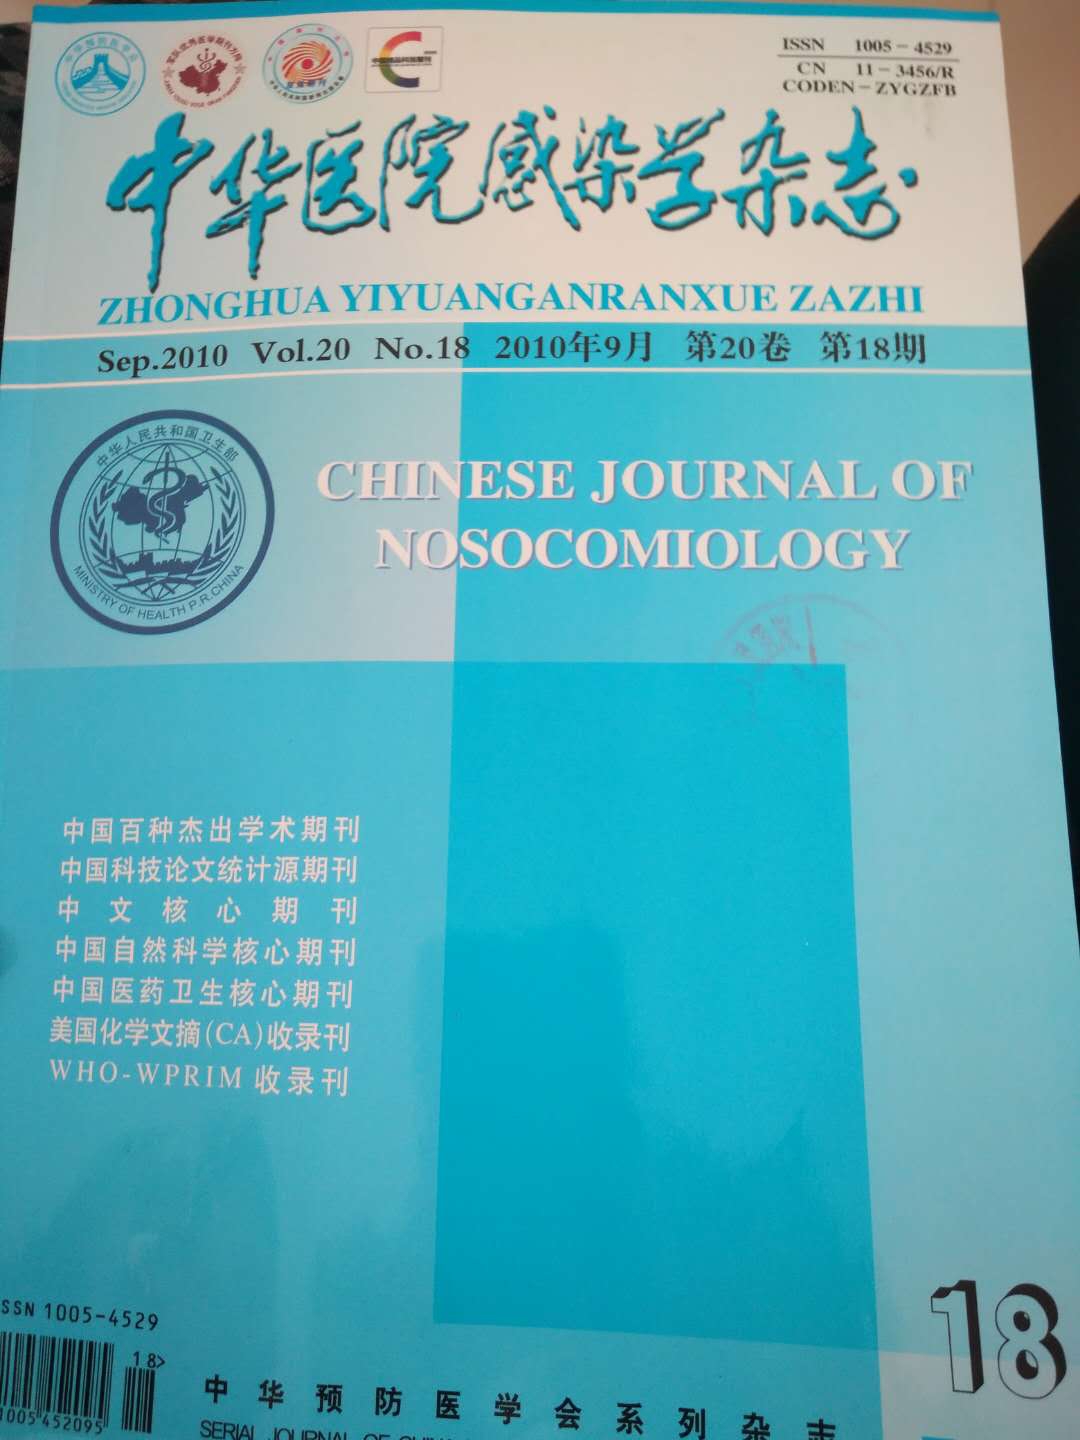 ISSN 1005-4529
CN 11-3456/R
CODEN-ZYGZFB
中华医院感染学杂志
ZHONGHUA YIYUANGANRANXUE ZAZHI
Sep.2010 Vol.20 No.18 2010年9月 第20卷 第18期
中华人民共和国卫生部
MINISTRY OF HEALTH P.R.CHINA
CHINESE JOURNAL OF
NOSOCOMIOLOGY
中国百种杰出学术期刊
中国科技论文统计源期刊
中文核心期刊
中国自然科学核心期刊
中国医药卫生核心期刊
美国化学文摘(CA)收录刊
WHO-WPRIM 收录刊
SSN 1005-4529
18>
1005 452095
18
中华预防医学会系列杂志
SERIAL JOURNAL OF